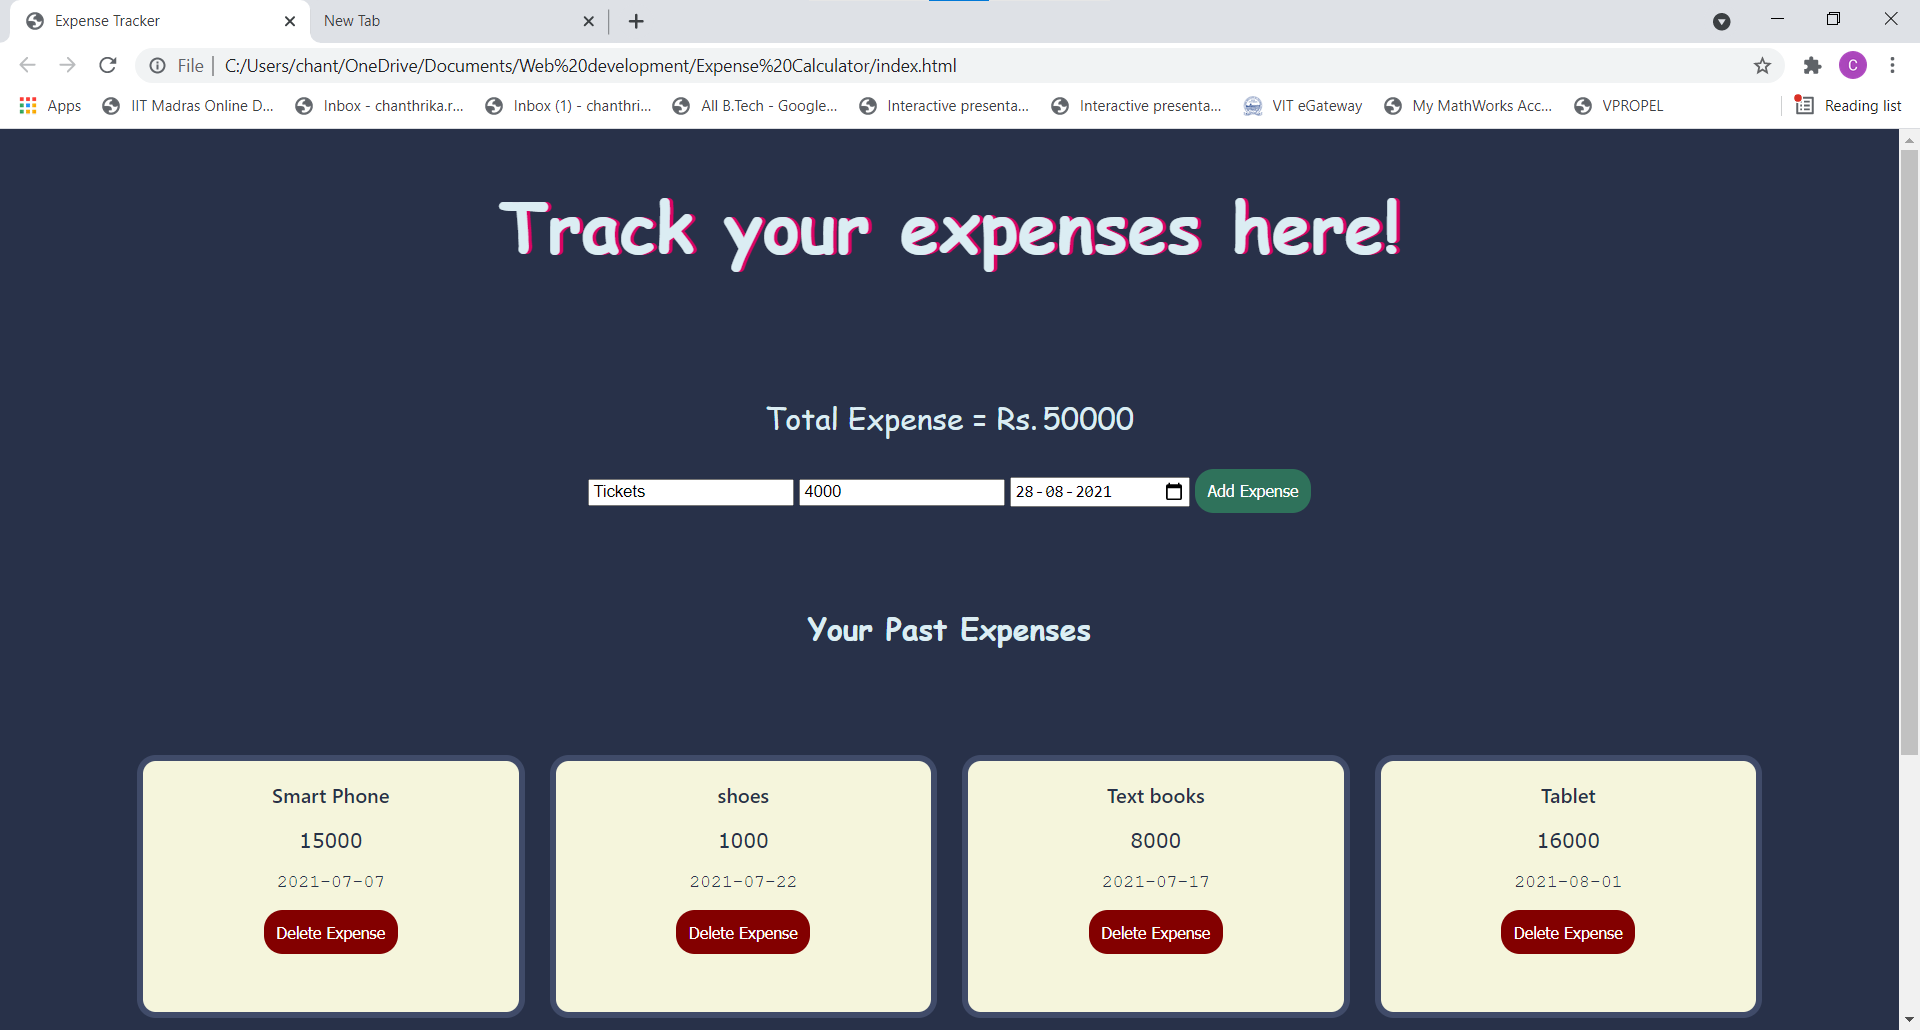 Expense Tracker
New Tab
File
C:/Users/chant/OneDrive/Documents/Web%20development/Expense%20Calculator/index.html
C
Apps
IIT Madras Online D...
Inbox - chanthrika.r...
Inbox (1) - chanthri...
All B.Tech - Google...
Interactive presenta...
Interactive presenta...
VIT eGateway
My MathWorks Acc...
VPROPEL
Reading list
Track your expenses here!
Total Expense = Rs. 50000
Tickets
4000
28-08-2021
Add Expense
Your Past Expenses
Smart Phone
15000
2021-07-07
Delete Expense
shoes
1000
2021-07-22
Delete Expense
Text books
8000
2021-07-17
Delete Expense
Tablet
16000
2021-08-01
Delete Expense